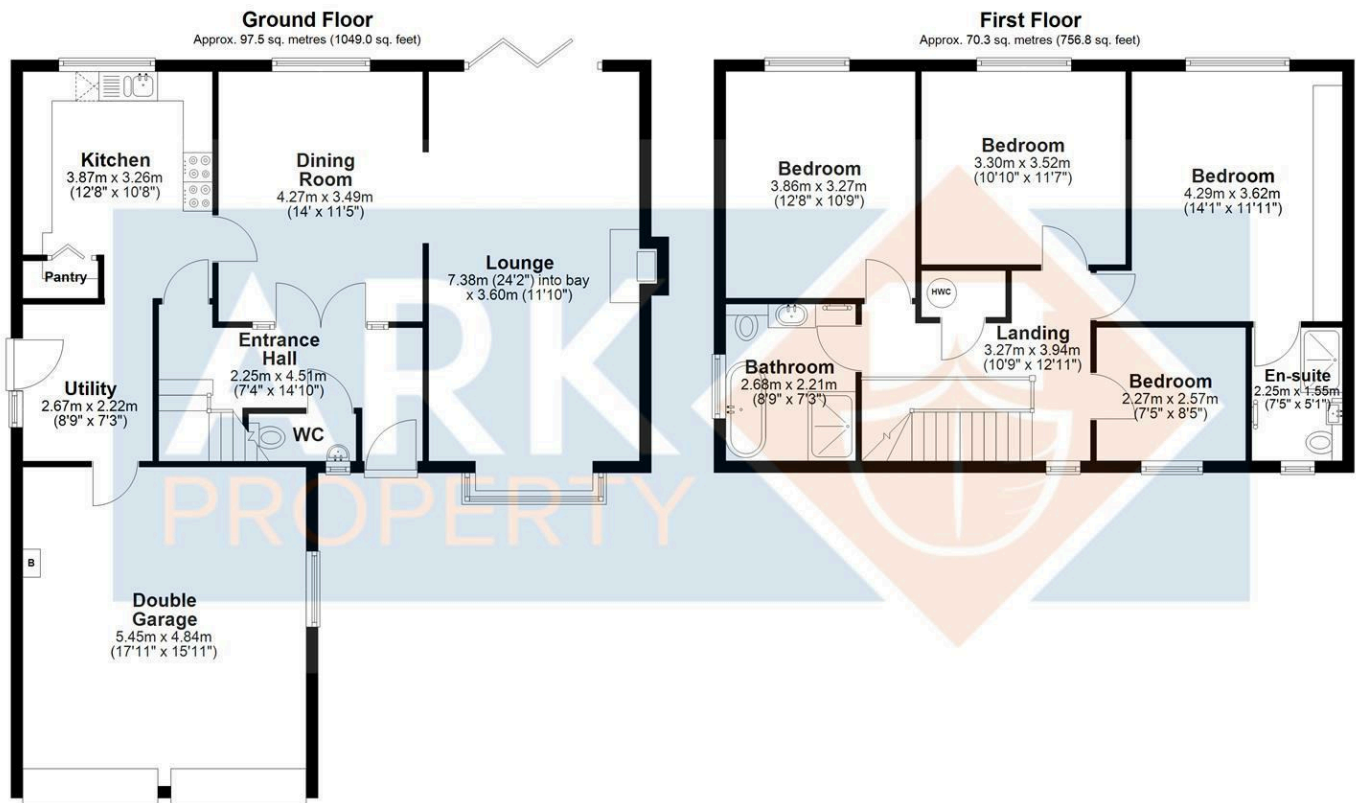 Ground Floor
Approx. 97.5 sq. metres (1049.0 sq. feet)
Kitchen
3.87m x 3.26m
(12'8" x 10'8")
Pantry
Dining
Room
4.27m x 3.49m
(14' x 11'5")
Lounge
7.38m (24'2") into bay
x 3.60m (11'10")
Entrance
Hall
2.25m x 4.51m
(7'4" x 14'10")
Utility
2.67m x 2.22m
(8'9" x 7'3")
WC
B
Double
Garage
5.45m x 4.84m
(17'11" x 15'11")
First Floor
Approx. 70.3 sq. metres (756.8 sq. feet)
Bedroom
3.86m x 3.27m
(12'8" x 10'9")
Bedroom
3.30m x 3.52m
(10'10" x 11'7")
Bedroom
4.29m x 3.62m
(14'1" x 11'11")
HWC
Landing
3.27m x 3.94m
(10'9" x 12'11")
Bathroom
2.68m x 2.21m
(8'9" x 7'3")
Bedroom
2.27m x 2.57m
(7'5" x 8'5")
En-suite
2.25m x 1.55m
(7'5" x 5'1")
ARK
PROPERTY